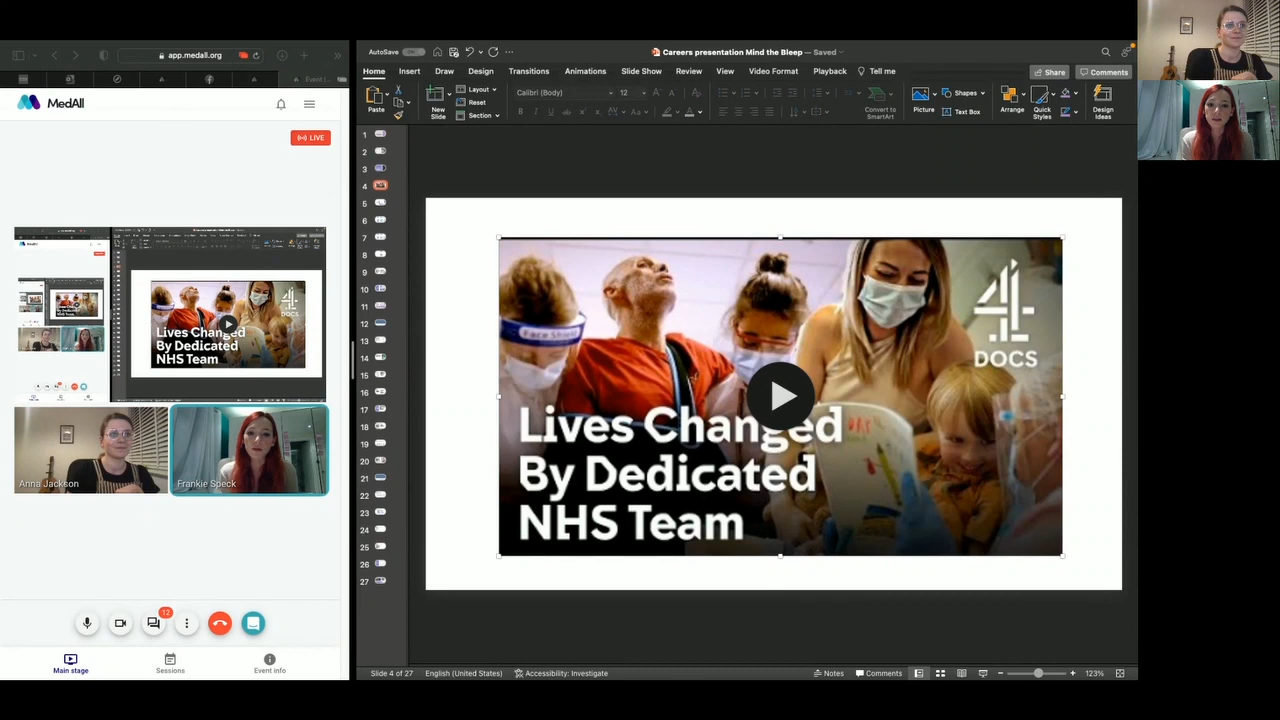 app.medall.org
MedAll
LIVE
Lives Changed
By Dedicated
NHS Team
DOCS
Anna Jackson
Frankie Speck
12
Main stage
Sessions
Event info
AutoSave
Careers presentation Mind the Bleep — Saved
Home
Insert
Draw
Design
Transitions
Animations
Slide Show
Review
View
Video Format
Playback
Tell me
Share
Comments
Paste
New
Slide
Layout
Reset
Section
Calibri (Body)
12
Convert to
SmartArt
Picture
Shapes
Text Box
Arrange
Quick
Styles
Design
Ideas
1
2
3
4
5
6
7
8
9
10
11
12
13
14
15
16
17
18
19
20
21
22
23
24
25
26
27
Face Shield
4
DOCS
Lives Changed
By Dedicated
NHS Team
Slide 4 of 27
English (United States)
Accessibility: Investigate
Notes
Comments
123%